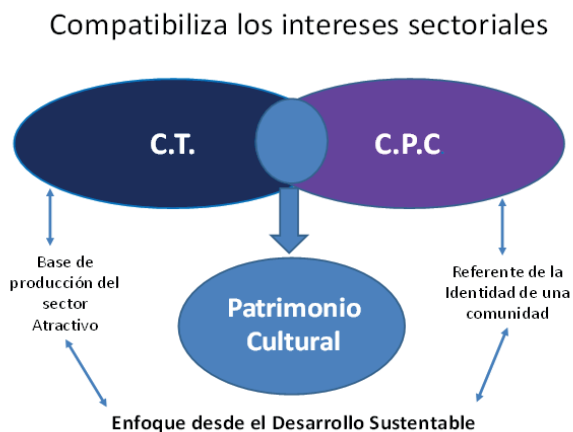 Compatibiliza los intereses sectoriales
C.T.
C.P.C
Base de
producción del
sector
Atractivo
Patrimonio
Cultural
Referente de la
Identidad de una
comunidad
Enfoque desde el Desarrollo Sustentable